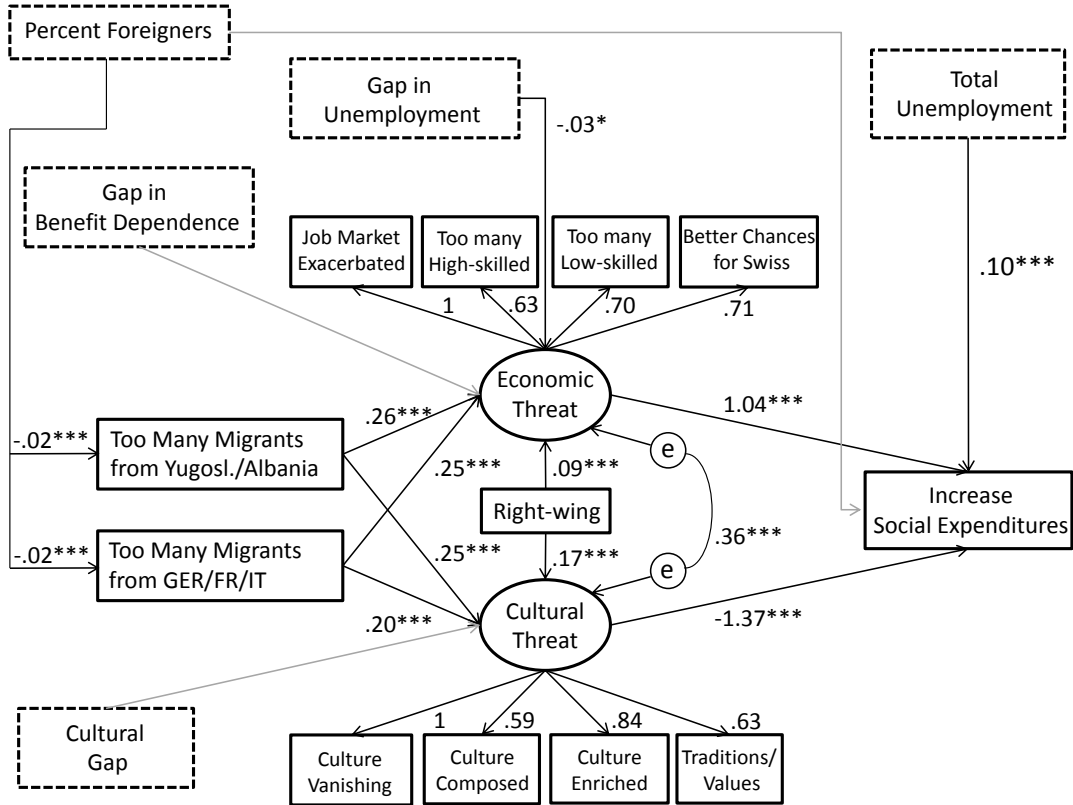 Percent Foreigners
Gap in
Unemployment
Total
Unemployment
-.03*
Gap in
Benefit Dependence
Job Market
Exacerbated
Too many
High-skilled
Too many
Low-skilled
Better Chances
for Swiss
.10***
1
.63
.70
.71
Economic
Threat
1.04***
.26***
-.02***
Too Many Migrants
from Yugosl./Albania
e
.25***
.09***
Right-wing
Increase
Social Expenditures
.36***
-.02***
Too Many Migrants
from GER/FR/IT
.25***
.17***
e
.20***
Cultural
Threat
-1.37***
Cultural
Gap
1
.59
.84
.63
Culture
Vanishing
Culture
Composed
Culture
Enriched
Traditions/
Values